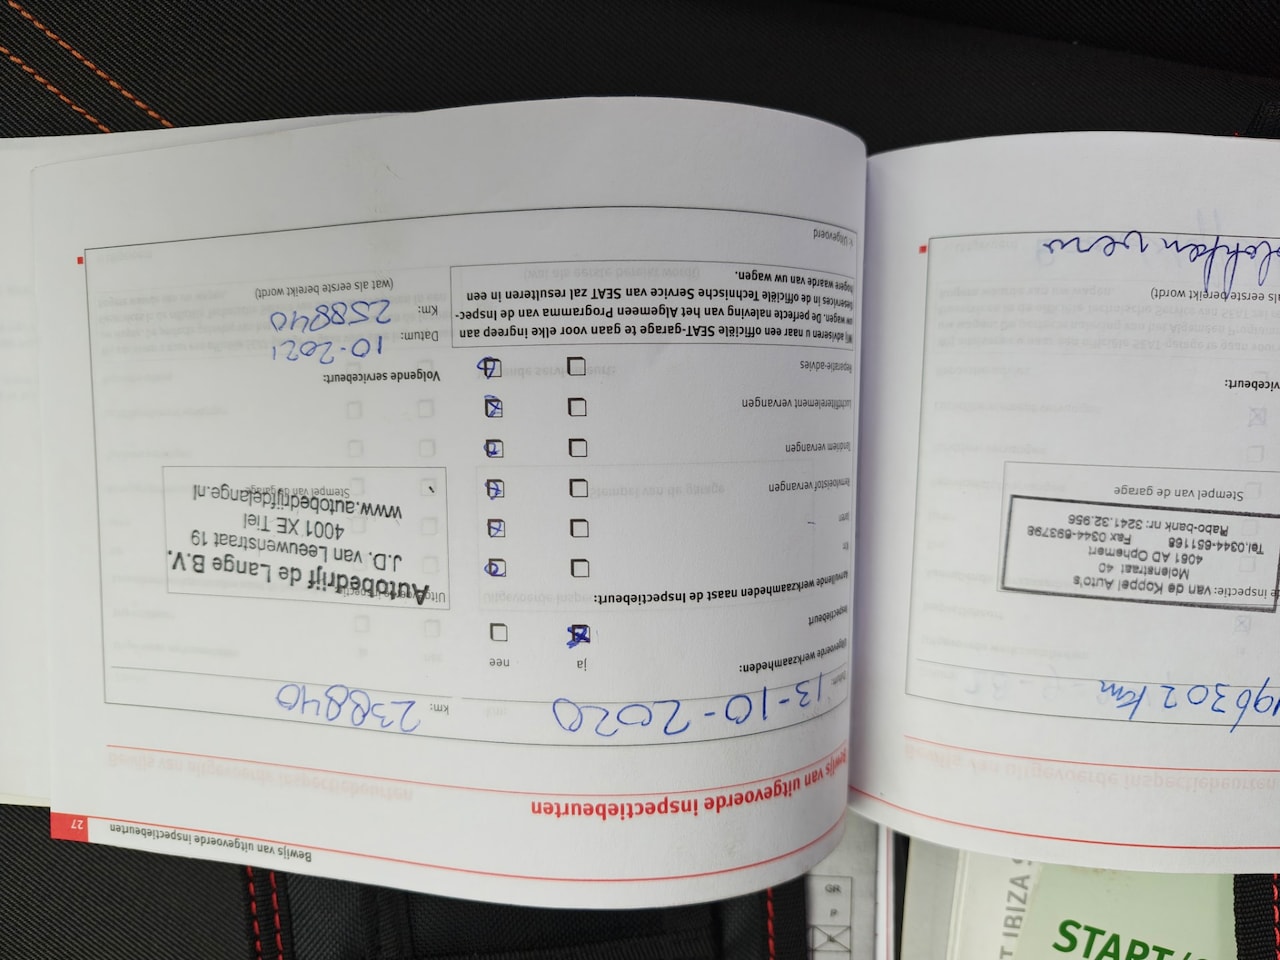 Bewijs van uitgevoerde inspectiebeurten
27
Bewijs van uitgevoerde inspectiebeurten
Datum: 13-10-2020
km: 238840
Uitgevoerde werkzaamheden:
ja
nee
Inspectiebeurt
Aanvullende werkzaamheden naast de Inspectiebeurt:
Remvloeistof vervangen
Tandriem vervangen
Luchtfilterelement vervangen
Reparatie-advies
Wij adviseren u naar een officiële SEAT-garage te gaan voor elke ingreep aan
uw wagen. De perfecte naleving van het Algemeen Programma van de Inspec-
tieservices in de officiële Technische Service van SEAT zal resulteren in een
hogere waarde van uw wagen.
x: Uitgevoerd
Autobedrijf de Lange B.V.
J.D. van Leeuwenstraat 19
4001 XE Tiel
www.autobedrijfdelange.nl
Stempel van de garage
Volgende servicebeurt:
Datum: 10-2021
Km: 258840
(wat als eerste bereikt wordt)
196302 km
de inspectie:
van de Koppel Auto's
Molenstraat 40
4061 AD Ophemert
Tel.0344-651168 Fax 0344-693798
Rabo-bank nr: 3241.32.956
Stempel van de garage
servicebeurt:
als eerste bereikt wordt)
GR
P
T IBIZA S
START/S